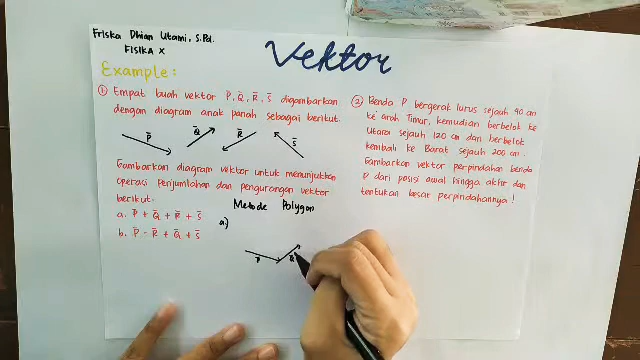 Friska Dhian Utami, S.Pd.
FISIKA X
Vektor
Example:
① Empat buah vektor P, Q, R, S digambarkan
dengan diagram anak panah sebagai berikut.
P Q R S
Gambarkan diagram vektor untuk menunjukkan
operasi penjumlahan dan pengurangan vektor
berikut.
a. P + Q + R + S
b. P - R + Q + S
② Benda P bergerak lurus sejauh 40 cm
ke arah Timur, kemudian berbelok ke
Utara sejauh 120 cm dan berbelok
kembali ke Barat sejauh 200 cm.
Gambarkan vektor perpindahan benda
P dari posisi awal hingga akhir dan
tentukan besar perpindahannya!
Metode Polygon
a)
P